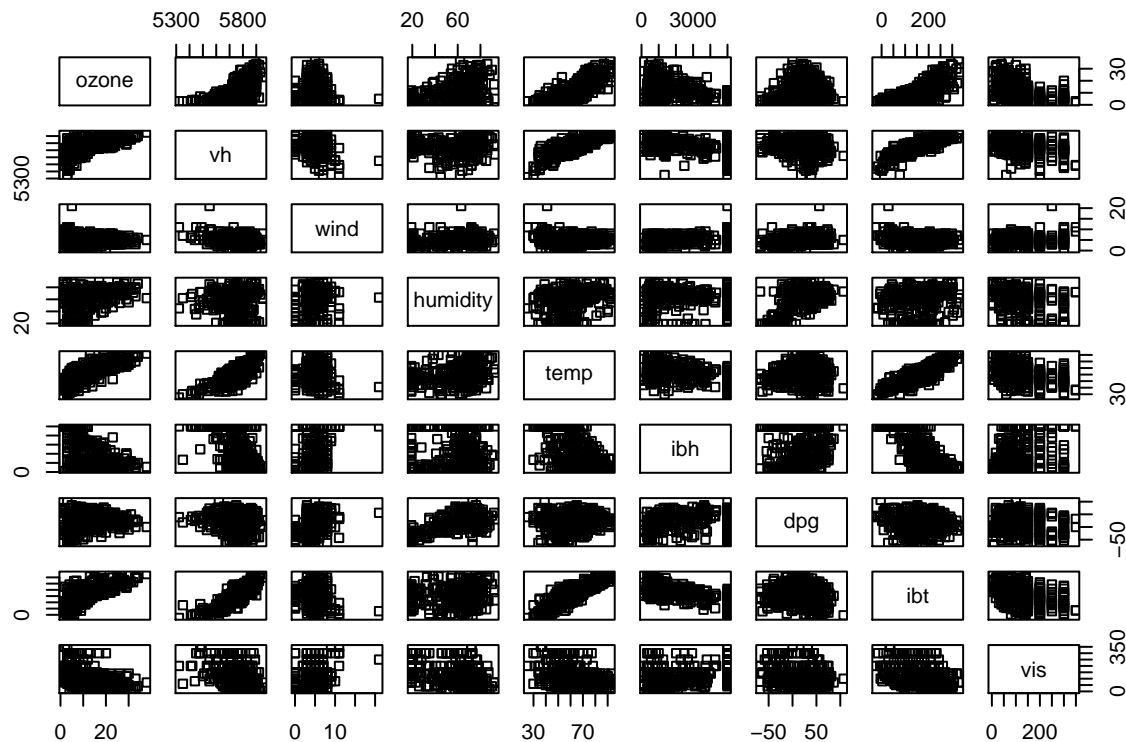 5300 5800 20 60 0 3000 0 200
ozone 0 30
5300 vh
wind 0 20
20 humidity
temp 30
0 ibh
dpg −50
0 ibt
vis 0 350
0 20 0 10 30 70 −50 50 0 200